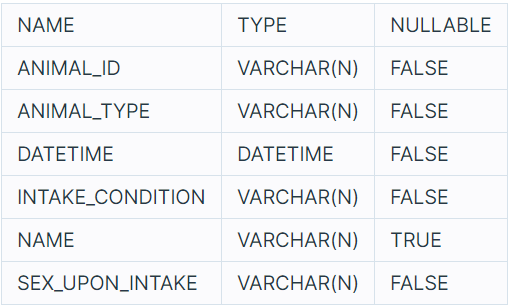 NAME TYPE NULLABLE
ANIMAL_ID VARCHAR(N) FALSE
ANIMAL_TYPE VARCHAR(N) FALSE
DATETIME DATETIME FALSE
INTAKE_CONDITION VARCHAR(N) FALSE
NAME VARCHAR(N) TRUE
SEX_UPON_INTAKE VARCHAR(N) FALSE